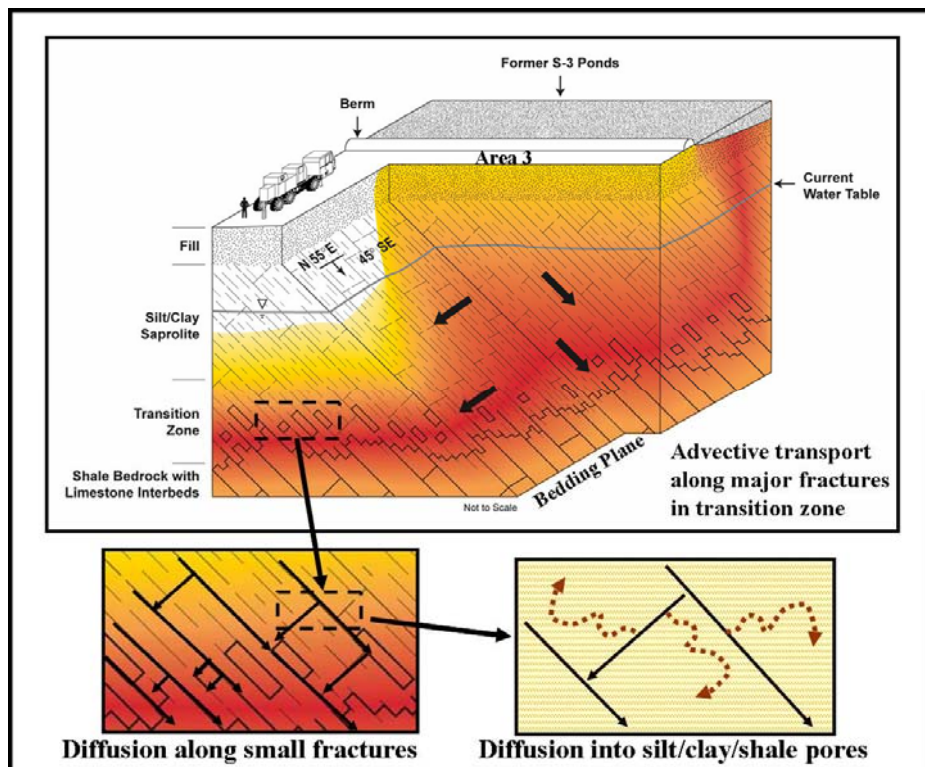 Former S-3 Ponds
Berm
Area 3
Current
Water Table
Fill
N 55°E
45° SE
Silt/Clay
Saprolite
Transition
Zone
Shale Bedrock with
Limestone Interbeds
Not to Scale
Bedding Plane
Advective transport
along major fractures
in transition zone
Diffusion along small fractures
Diffusion into silt/clay/shale pores